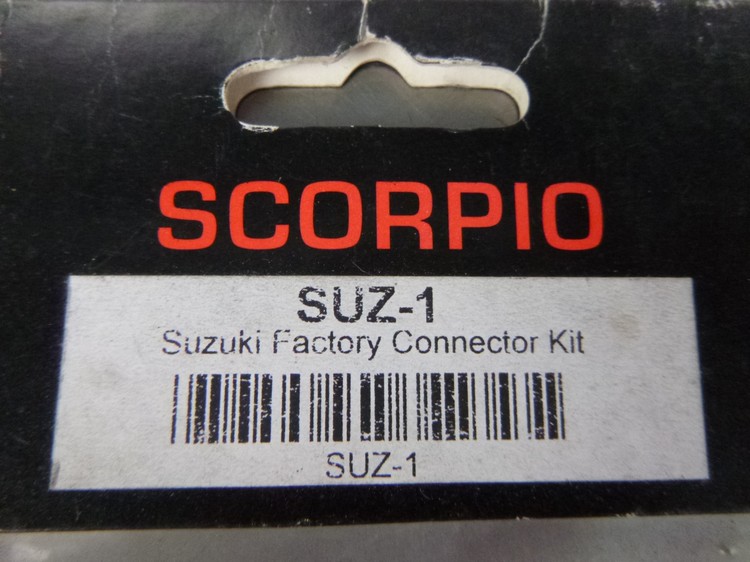 SCORPIO
SUZ-1
Suzuki Factory Connector Kit
SUZ-1